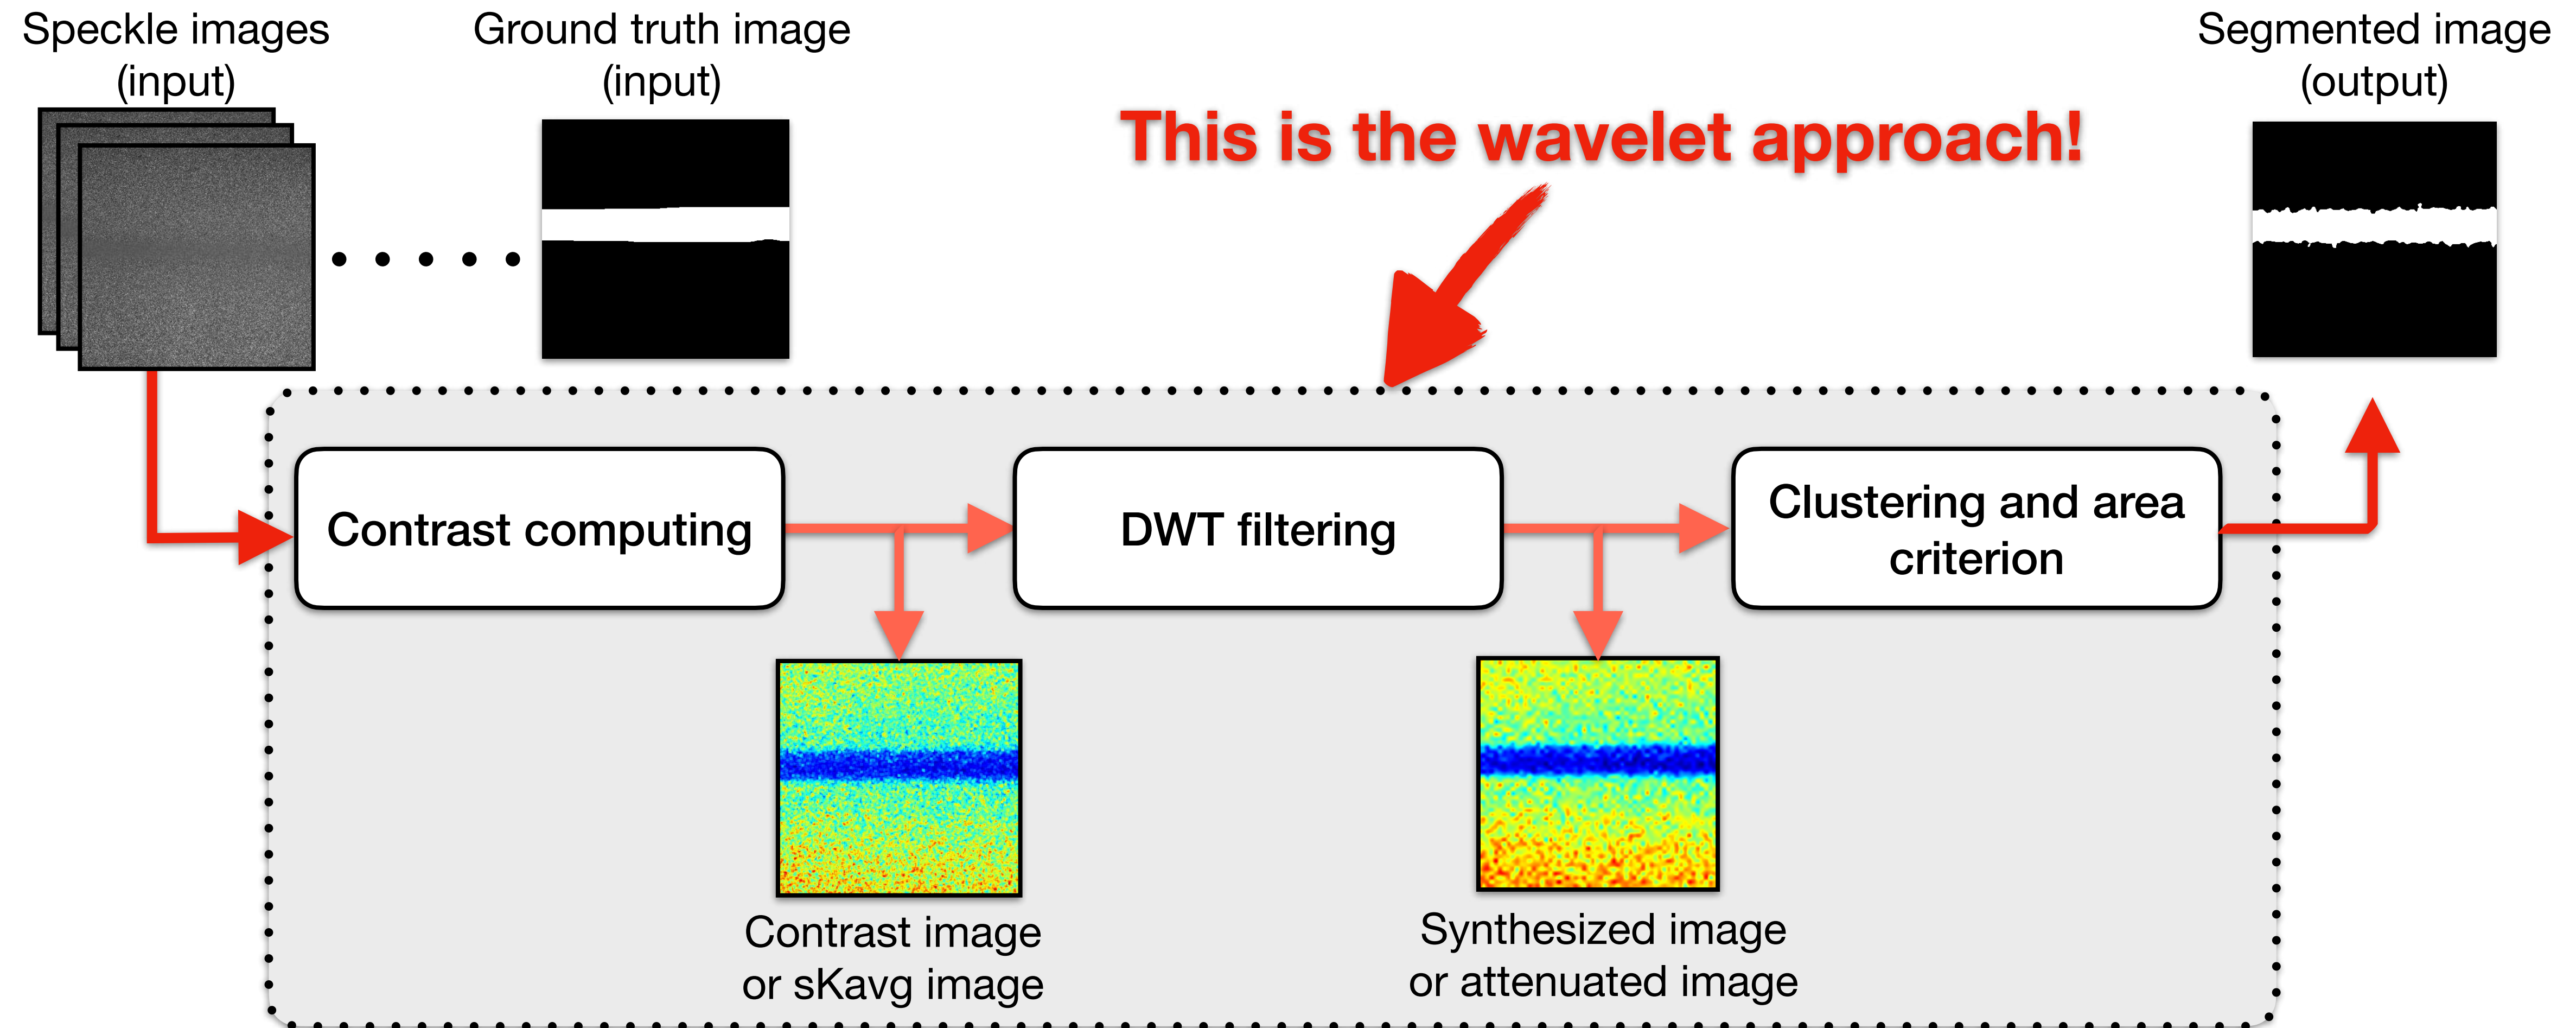 Speckle images
(input)
Ground truth image
(input)
Segmented image
(output)
This is the wavelet approach!
Contrast computing
DWT filtering
Clustering and area
criterion
Contrast image
or sKavg image
Synthesized image
or attenuated image